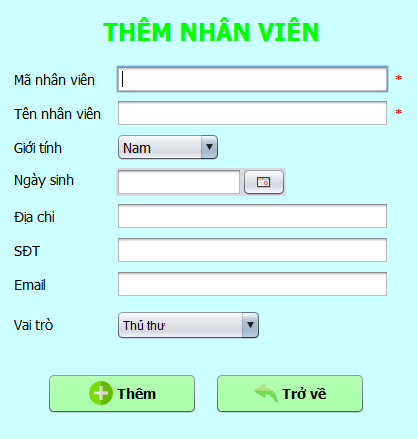 THÊM NHÂN VIÊN
Mã nhân viên *
Tên nhân viên *
Giới tính Nam
Ngày sinh
Địa chỉ
SĐT
Email
Vai trò Thủ thư
Thêm Trở về